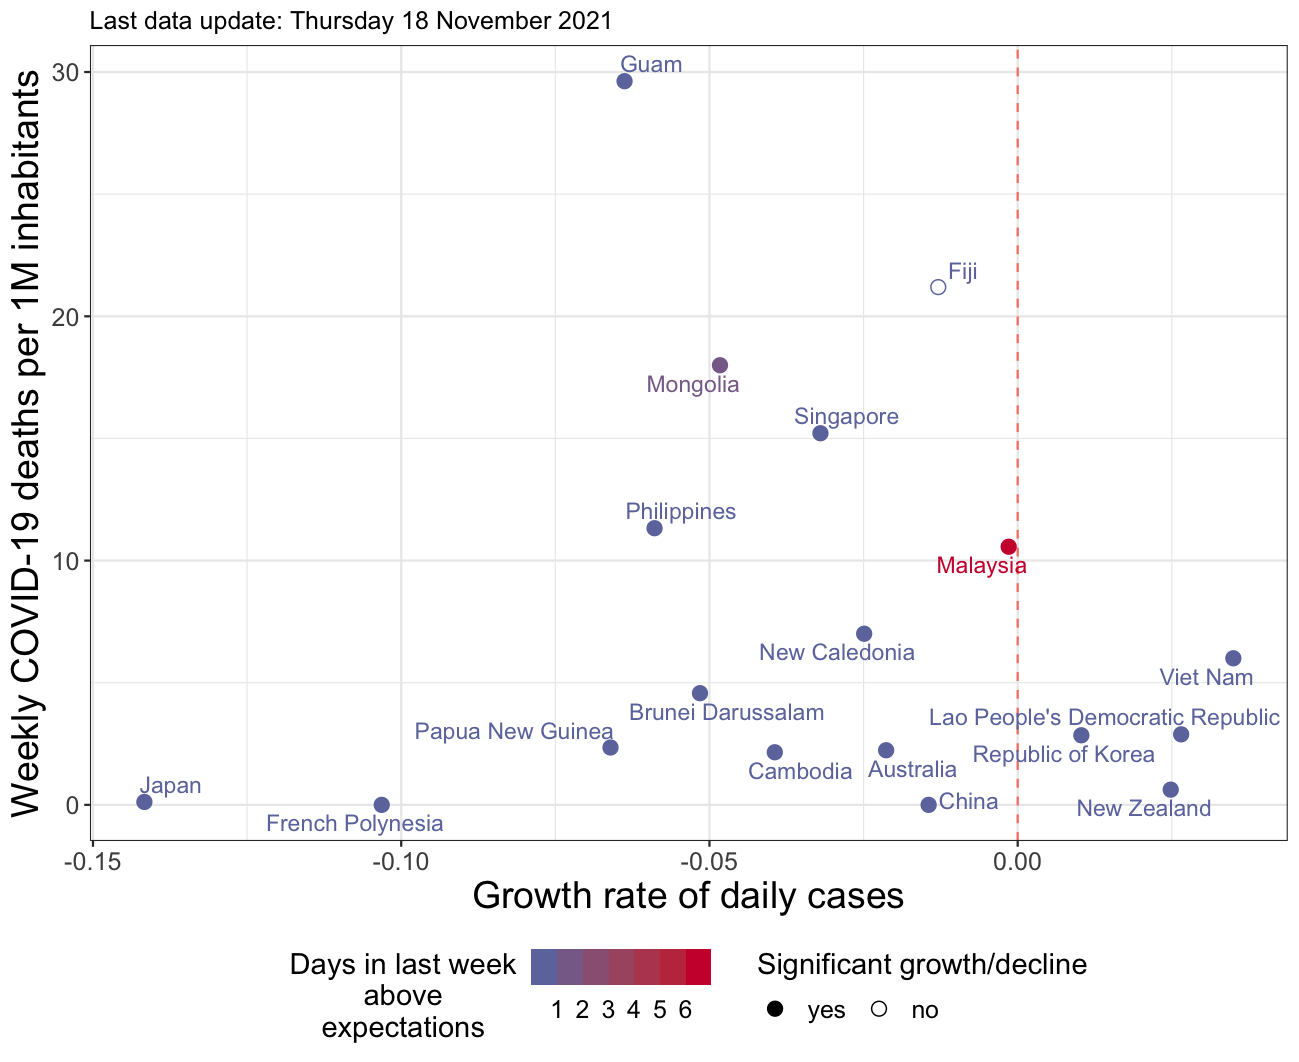 Last data update: Thursday 18 November 2021
Weekly COVID-19 deaths per 1M inhabitants
30
20
10
0
Guam
Fiji
Mongolia
Singapore
Philippines
Malaysia
New Caledonia
Viet Nam
Brunei Darussalam
Lao People's Democratic Republic
Papua New Guinea
Republic of Korea
Cambodia
Australia
Japan
China
New Zealand
French Polynesia
-0.15
-0.10
-0.05
0.00
Growth rate of daily cases
Days in last week
above
expectations
1 2 3 4 5 6
Significant growth/decline
yes
no